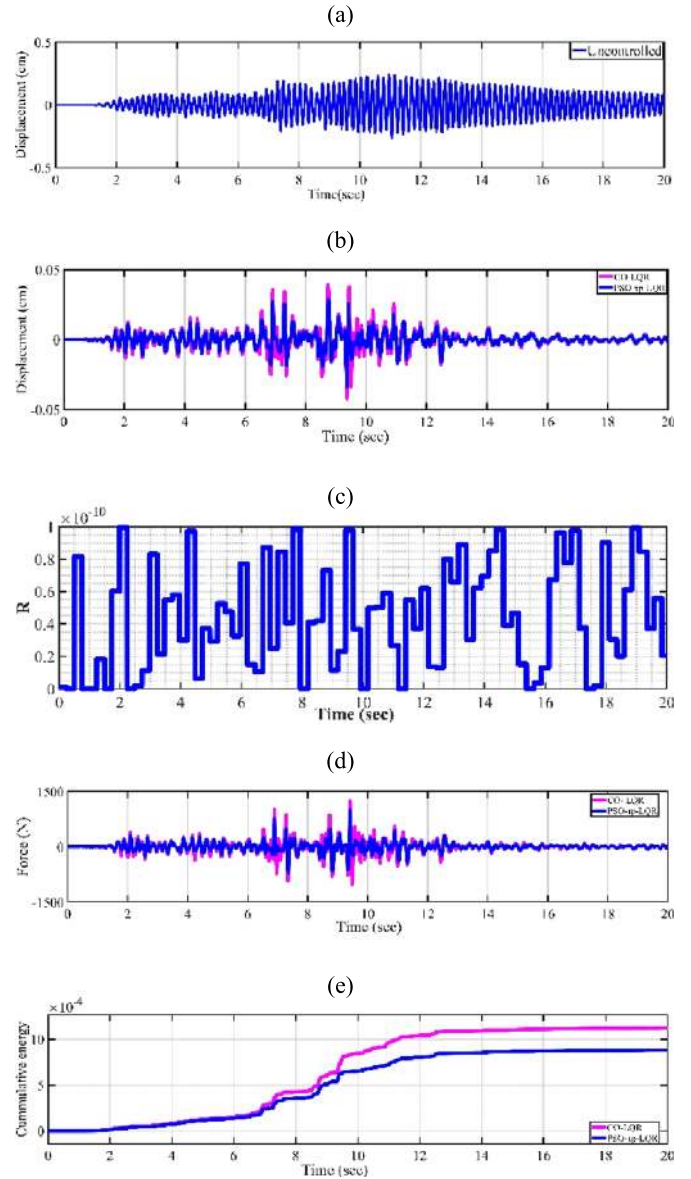 (a)
0.5
Uncontrolled
Displacement (cm)
0
-0.5
0 2 4 6 8 10 12 14 16 18 20
Time(sec)
(b)
0.05
CO-LQR
PSO-sp-LQR
Displacement (cm)
0
-0.05
0 2 4 6 8 10 12 14 16 18 20
Time (sec)
(c)
×10⁻¹⁰
1
0.8
0.6
R
0.4
0.2
0
0 2 4 6 8 10 12 14 16 18 20
Time (sec)
(d)
1500
CO- LQR
PSO-sp-LQR
Force (N)
0
-1500
0 2 4 6 8 10 12 14 16 18 20
Time (sec)
(e)
×10⁻⁴
10
Cummulative energy
5
0
CO-LQR
PSO-sp-LQR
0 2 4 6 8 10 12 14 16 18 20
Time (sec)